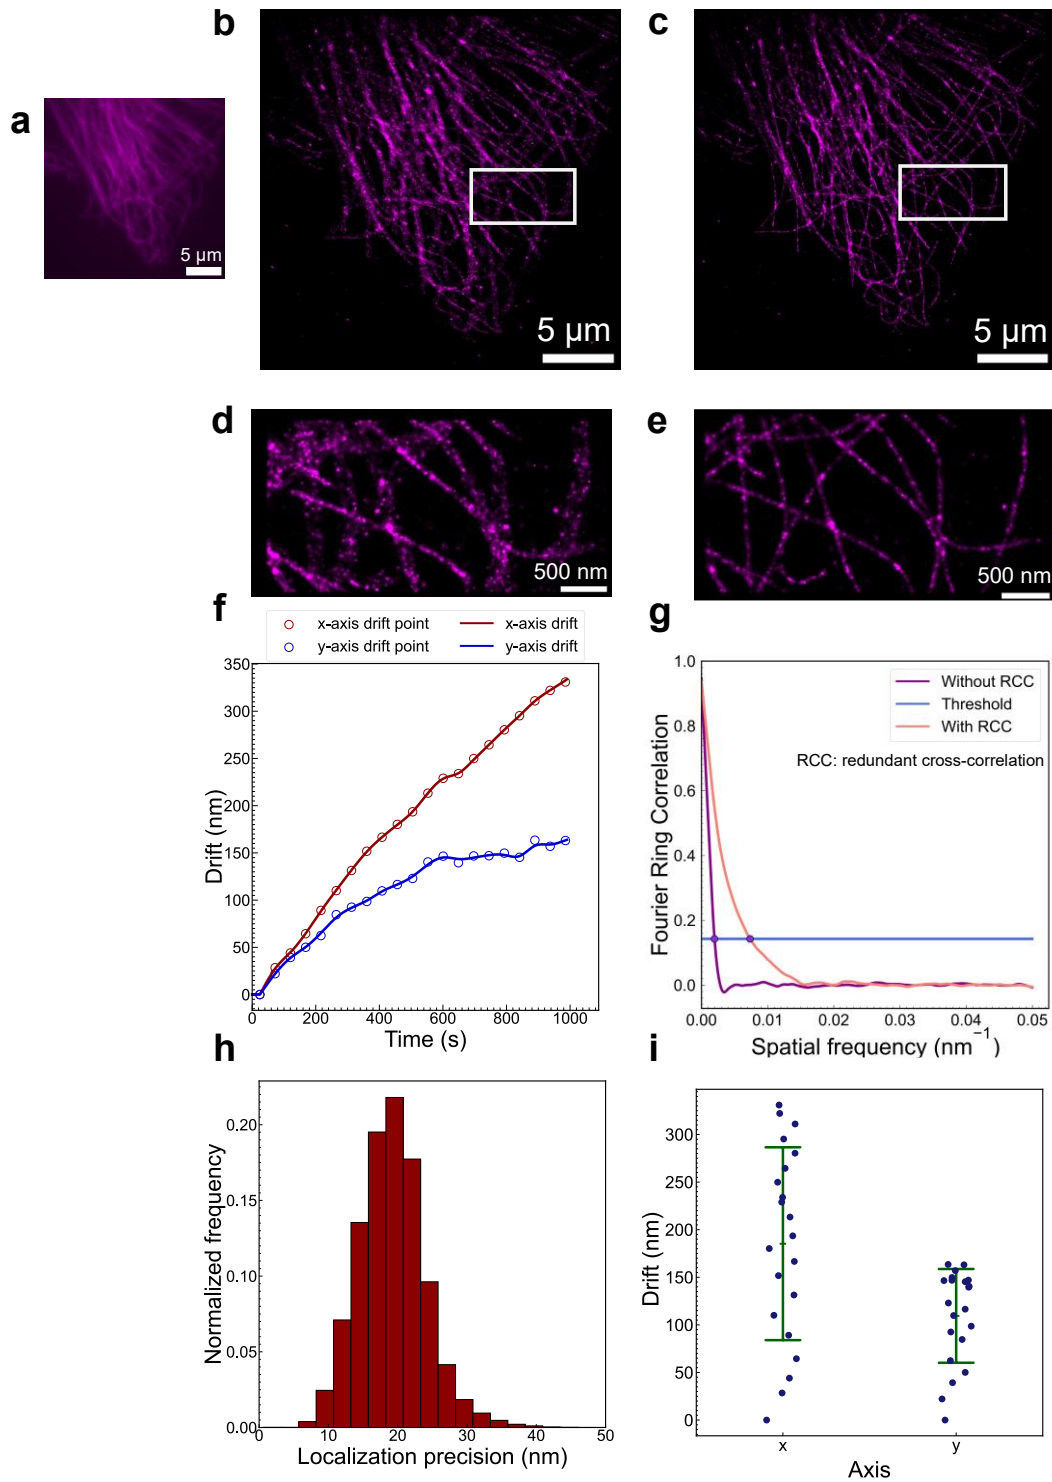 b
c
a
5 µm
5 µm
5 µm
d
e
500 nm
500 nm
f
x-axis drift point
x-axis drift
y-axis drift point
y-axis drift
350
300
250
200
150
100
50
0
Drift (nm)
0
200
400
600
800
1000
Time (s)
g
1.0
0.8
0.6
0.4
0.2
0.0
Fourier Ring Correlation
Without RCC
Threshold
With RCC
RCC: redundant cross-correlation
0.00
0.01
0.02
0.03
0.04
0.05
Spatial frequency (nm⁻¹)
h
0.20
0.15
0.10
0.05
0.00
Normalized frequency
0
10
20
30
40
50
Localization precision (nm)
i
300
250
200
150
100
50
0
Drift (nm)
x
y
Axis